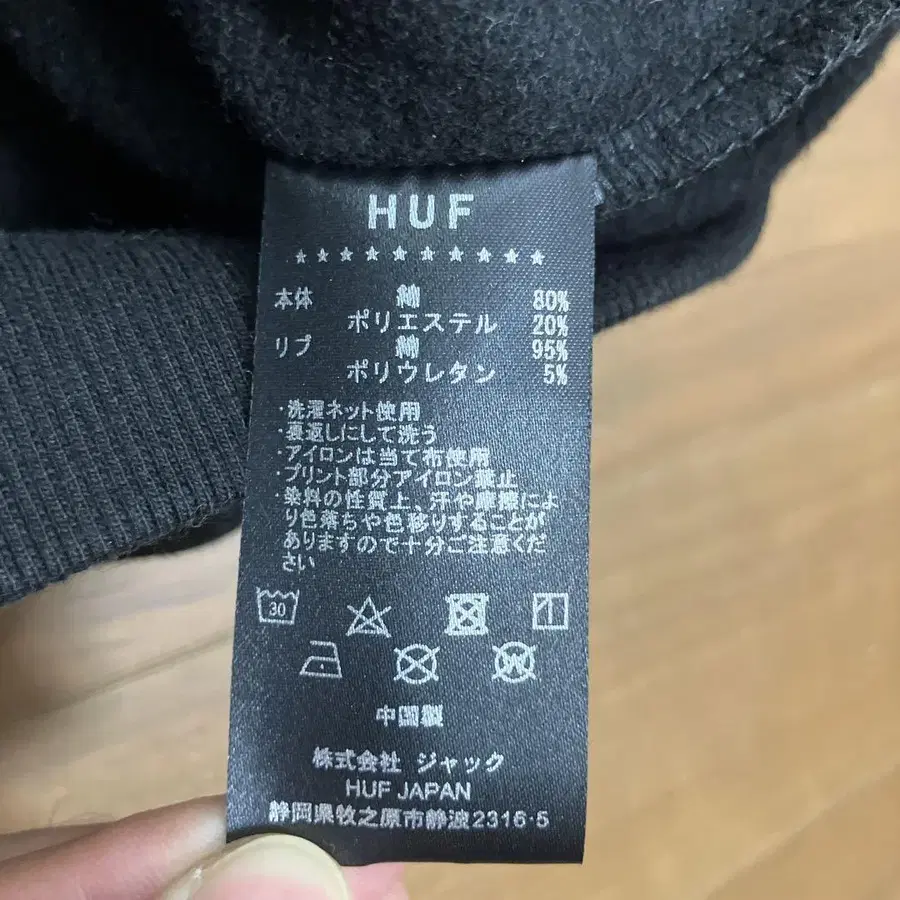 HUF
本体 綿 80%
ポリエステル 20%
リブ 綿 95%
ポリウレタン 5%
・洗濯ネット使用
・裏返しにして洗う
・アイロンは当て布使用
・プリント部分アイロン禁止
・染料の性質上、汗や摩擦によ
り色落ちや色移りすることが
ありますので十分ご注意くだ
さい
30
W
中国製
株式会社 ジャック
HUF JAPAN
静岡県牧之原市静波2316-5